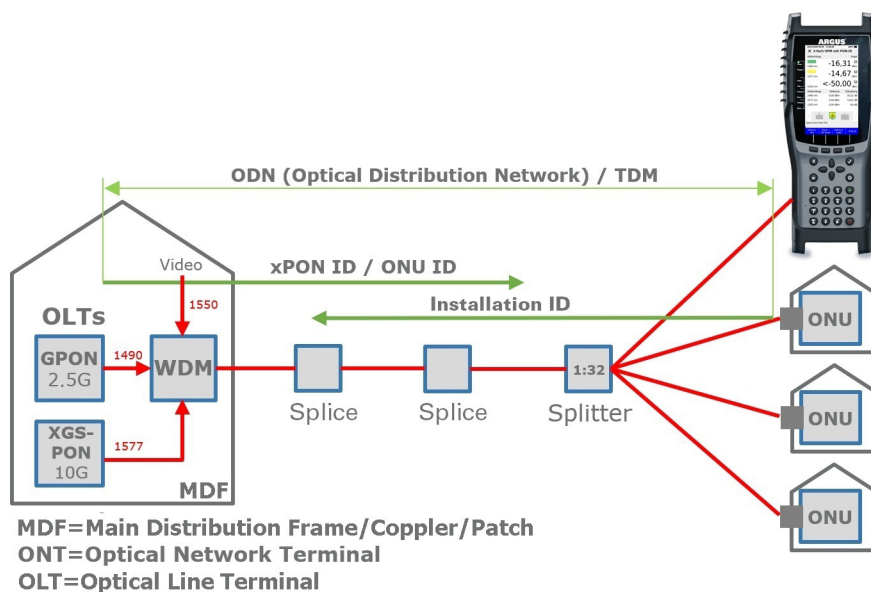 ARGUS
-16,31
-14,67
<-50,00
ODN (Optical Distribution Network) / TDM
Video
xPON ID / ONU ID
1550
Installation ID
OLTs
GPON
2.5G
1490
WDM
1:32
ONU
Splice
Splice
Splitter
ONU
XGS-
PON
10G
1577
MDF
ONU
MDF=Main Distribution Frame/Coppler/Patch
ONT=Optical Network Terminal
OLT=Optical Line Terminal